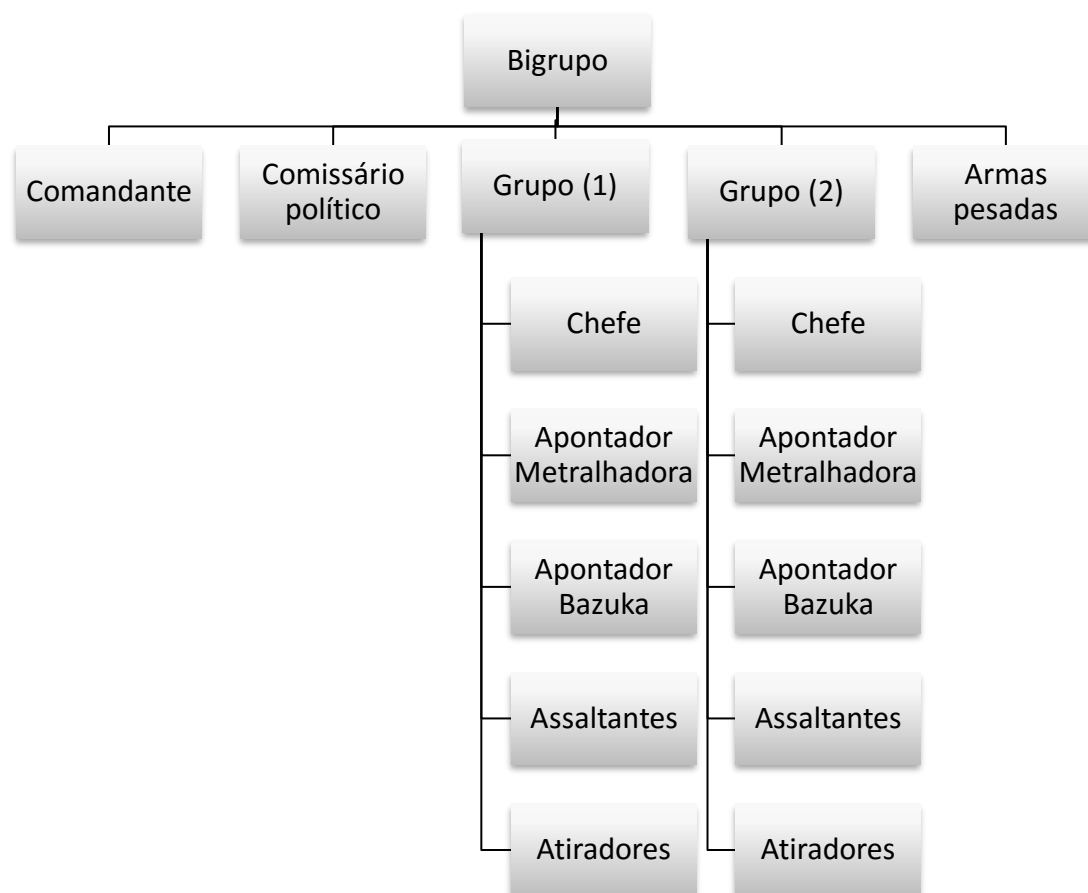 Bigrupo
Comandante
Comissário
político
Grupo (1)
Grupo (2)
Armas
pesadas
Chefe
Chefe
Apontador
Metralhadora
Apontador
Metralhadora
Apontador
Bazuka
Apontador
Bazuka
Assaltantes
Assaltantes
Atiradores
Atiradores